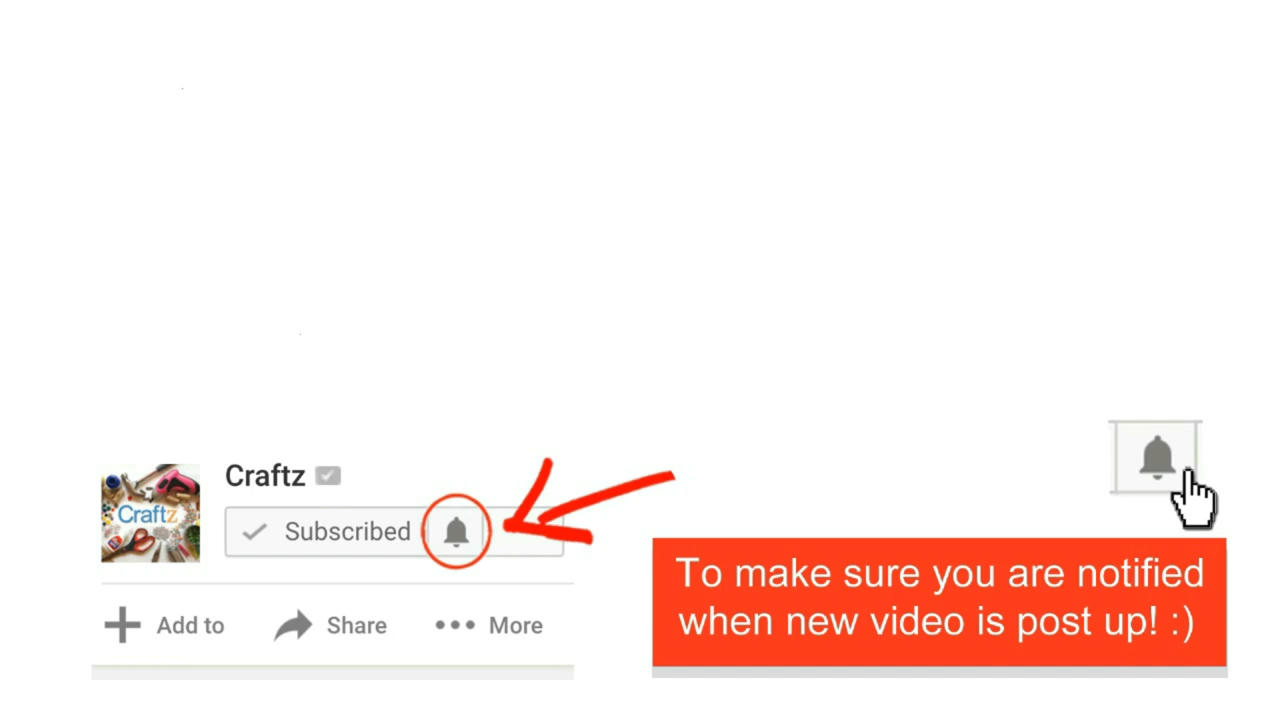 Craftz
Craftz
Subscribed
Add to
Share
More
To make sure you are notified
when new video is post up! :)